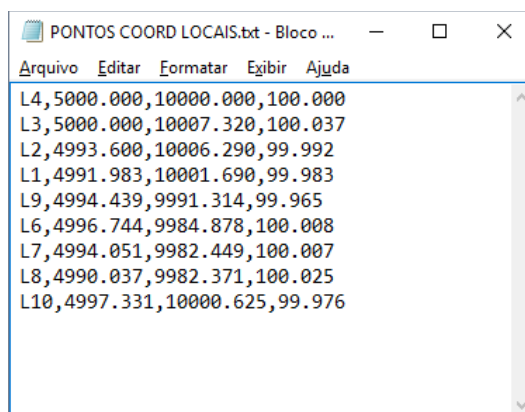 PONTOS COORD LOCAIS.txt - Bloco ...
Arquivo Editar Formatar Exibir Ajuda
L4,5000.000,10000.000,100.000
L3,5000.000,10007.320,100.037
L2,4993.600,10006.290,99.992
L1,4991.983,10001.690,99.983
L9,4994.439,9991.314,99.965
L6,4996.744,9984.878,100.008
L7,4994.051,9982.449,100.007
L8,4990.037,9982.371,100.025
L10,4997.331,10000.625,99.976